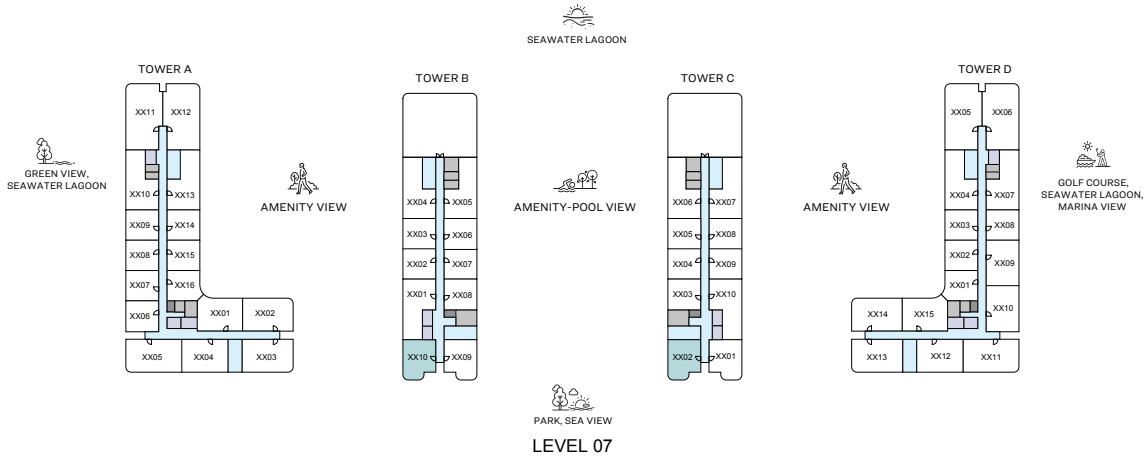 SEAWATER LAGOON
TOWER A
TOWER B
TOWER C
TOWER D
XX11 XX12
XX05 XX06
GREEN VIEW,
SEAWATER LAGOON
GOLF COURSE,
SEAWATER LAGOON,
MARINA VIEW
AMENITY VIEW
AMENITY-POOL VIEW
AMENITY VIEW
XX10 XX13
XX04 XX05
XX06 XX07
XX04 XX07
XX09 XX14
XX03 XX06
XX05 XX08
XX03 XX08
XX08 XX15
XX02 XX07
XX04 XX09
XX02 XX09
XX07 XX16
XX01 XX08
XX03 XX10
XX01 XX10
XX06 XX01 XX02
XX14 XX15
XX05 XX04 XX03
XX10 XX09
XX02 XX01
XX13 XX12 XX11
PARK, SEA VIEW
LEVEL 07